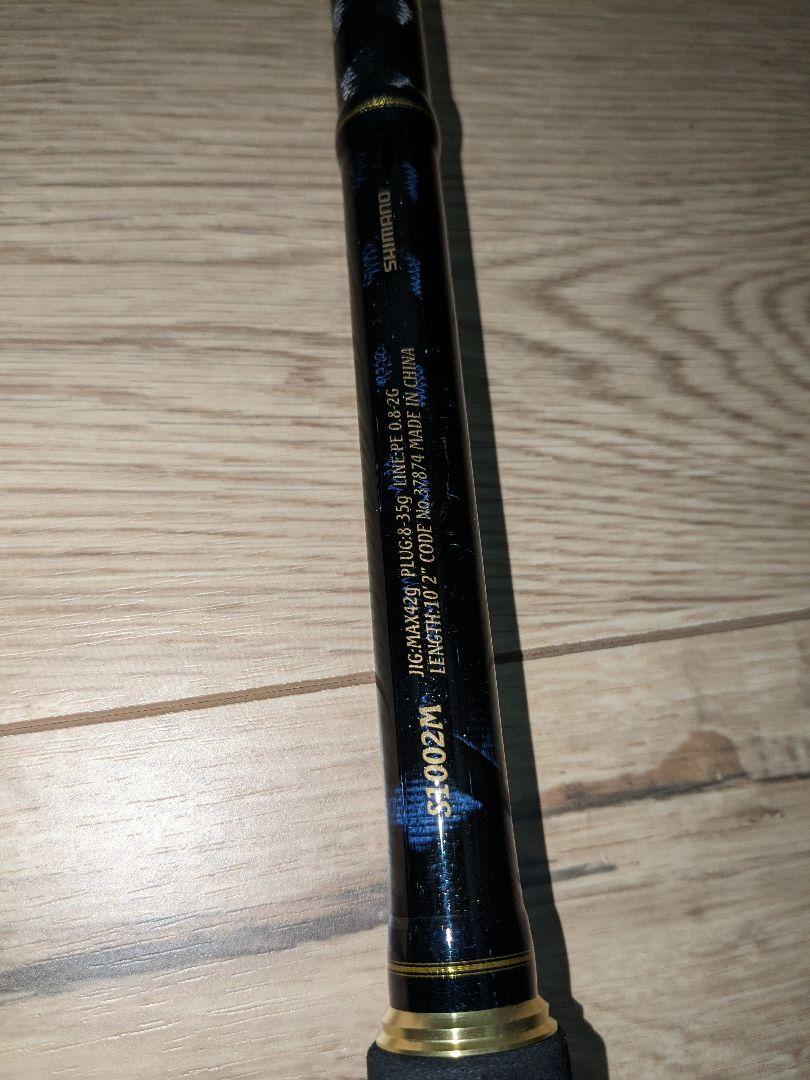 S1002M
JIG:MAX42g PLUG:8-35g LINE:PE 0.8-2G
LENGTH:10'2" CODE No.37874 MADE IN CHINA
SHIMANO